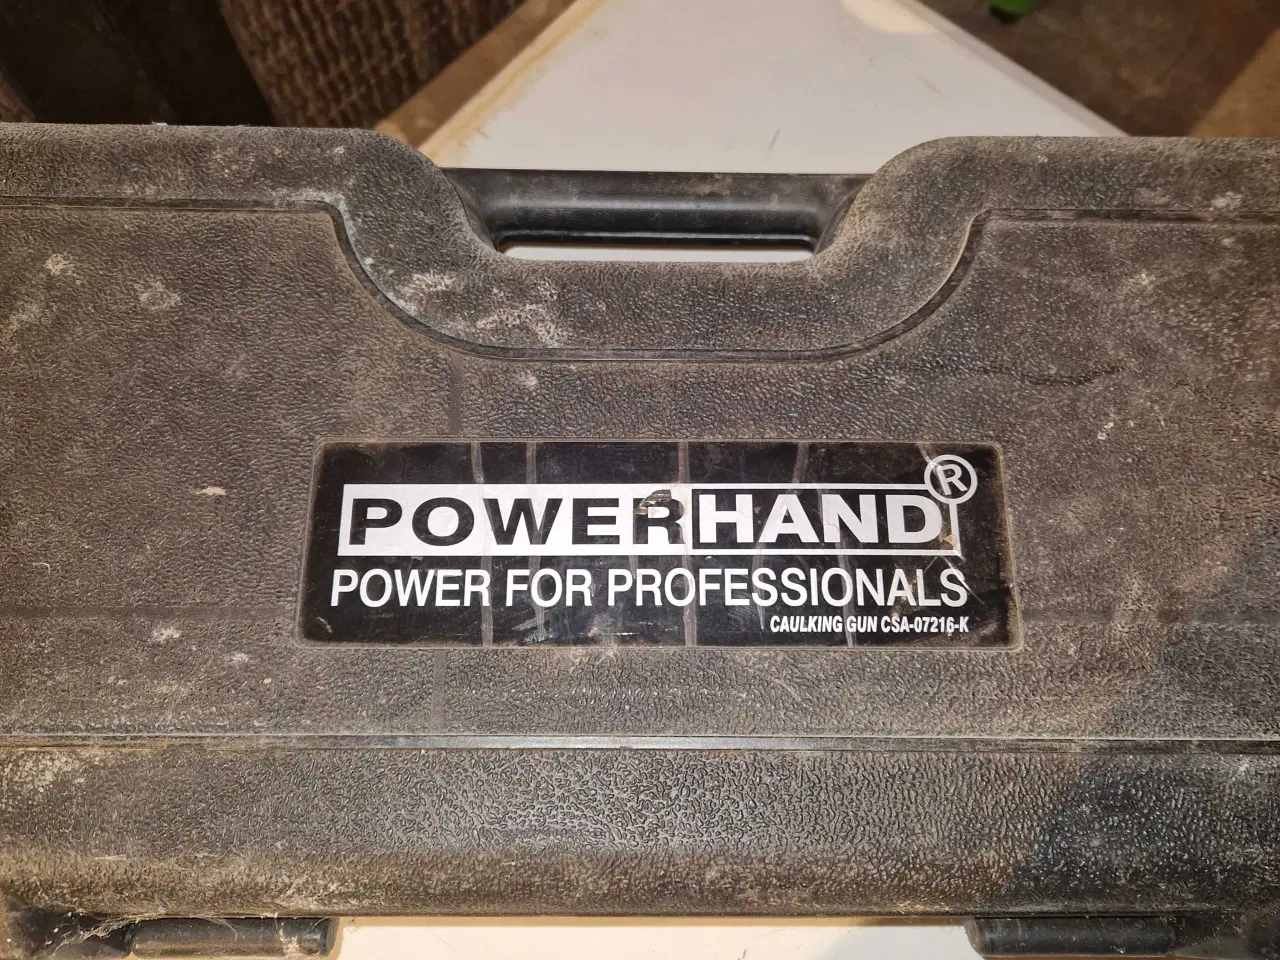 POWERHAND®
POWER FOR PROFESSIONALS
CAULKING GUN CSA-07216-K